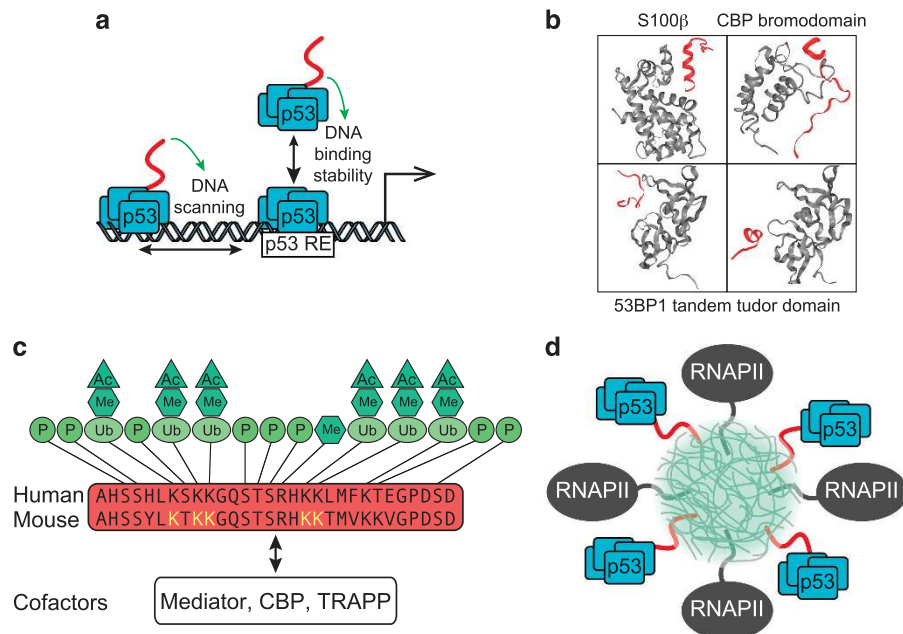 a
p53
DNA
binding
stability
DNA
scanning
p53
p53
p53 RE
b
S100β
CBP bromodomain
53BP1 tandem tudor domain
c
Ac
Ac
Ac
Ac
Ac
Ac
Me
Me
Me
Me
Me
Me
P
P
Ub
P
Ub
Ub
P
P
P
Me
Ub
Ub
Ub
P
P
Human
AHSSHLKSKKGQSTSRHKKLMFKTEGPDSD
Mouse
AHSSYLKTKKGQSTSRHKKTMVKKVGPDSD
Cofactors
Mediator, CBP, TRAPP
d
RNAPII
p53
p53
RNAPII
RNAPII
p53
p53
RNAPII